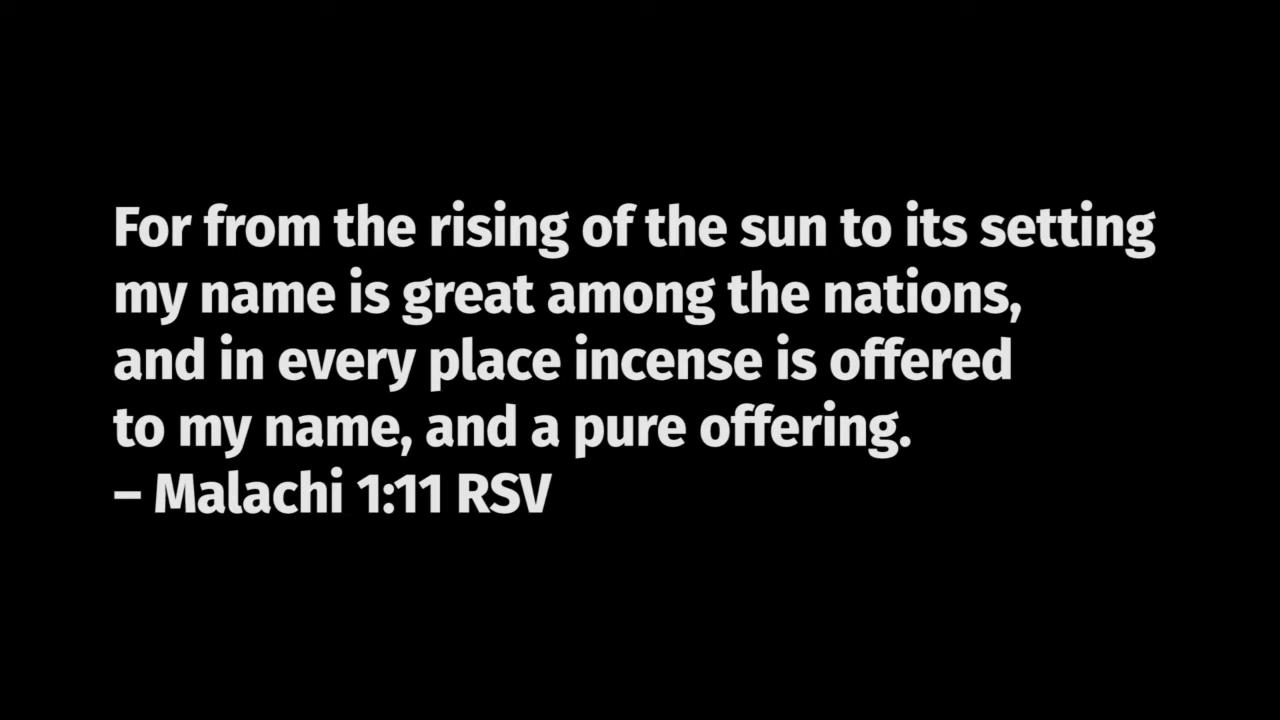 For from the rising of the sun to its setting
my name is great among the nations,
and in every place incense is offered
to my name, and a pure offering.
– Malachi 1:11 RSV